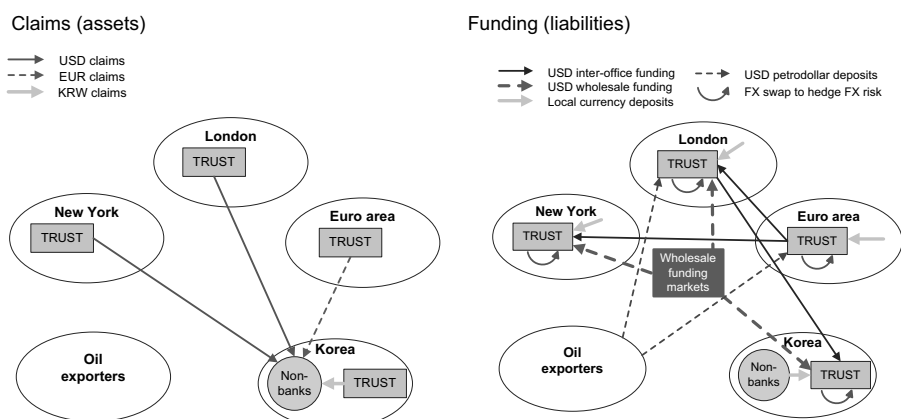 Claims (assets)
USD claims
EUR claims
KRW claims
London
TRUST
New York
TRUST
Euro area
TRUST
Oil
exporters
Korea
Non-
banks
TRUST
Funding (liabilities)
USD inter-office funding
USD wholesale funding
Local currency deposits
USD petrodollar deposits
FX swap to hedge FX risk
London
TRUST
New York
TRUST
Euro area
TRUST
Wholesale
funding
markets
Oil
exporters
Korea
Non-
banks
TRUST